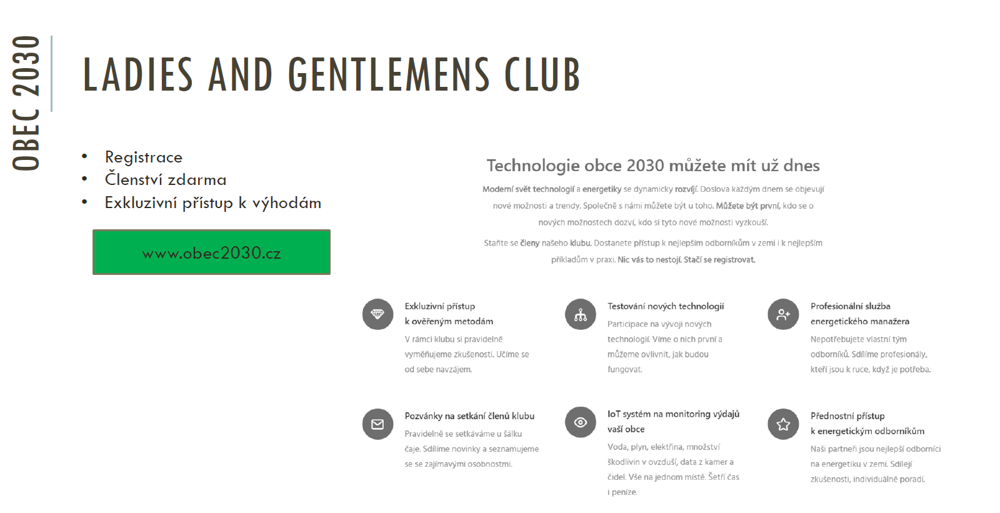 OBEC 2030
LADIES AND GENTLEMENS CLUB
• Registrace
• Členství zdarma
• Exkluzivní přístup k výhodám
www.obec2030.cz
Technologie obce 2030 můžete mít už dnes
Moderní svět technologií a energetiky se dynamicky rozvíjí. Doslova každým dnem se objevují
nové možnosti a trendy. Společně s námi můžete být u toho. Můžete být první, kdo se o
nových možnostech dozví, kdo si tyto nové možnosti vyzkouší.
Staňte se členy našeho klubu. Dostanete přístup k nejlepším odborníkům v zemi i k nejlepším
příkladům v praxi. Nic vás to nestojí. Stačí se registrovat.
Exkluzivní přístup
k ověřeným metodám
V rámci klubu si pravidelně
vyměňujeme zkušenosti. Učíme se
od sebe navzájem.
Testování nových technologií
Participace na vývoji nových
technologií. Víme o nich první a
můžeme ovlivnit, jak budou
fungovat.
Profesionální služba
energetického manažera
Nepotřebujete vlastní tým
odborníků. Sdílíme profesionály,
kteří jsou k ruce, když je potřeba.
Pozvánky na setkání členů klubu
Pravidelně se setkáváme u šálku
čaje. Sdílíme novinky a seznamujeme
se se zajímavými osobnostmi.
IoT systém na monitoring výdajů
vaší obce
Voda, plyn, elektřina, množství
škodlivin v ovzduší, data z kamer a
čidel. Vše na jednom místě. Šetří čas
i peníze.
Přednostní přístup
k energetickým odborníkům
Naši partneři jsou nejlepší odborníci
na energetiku v zemi. Sdílejí
zkušenosti, individuálně poradí.